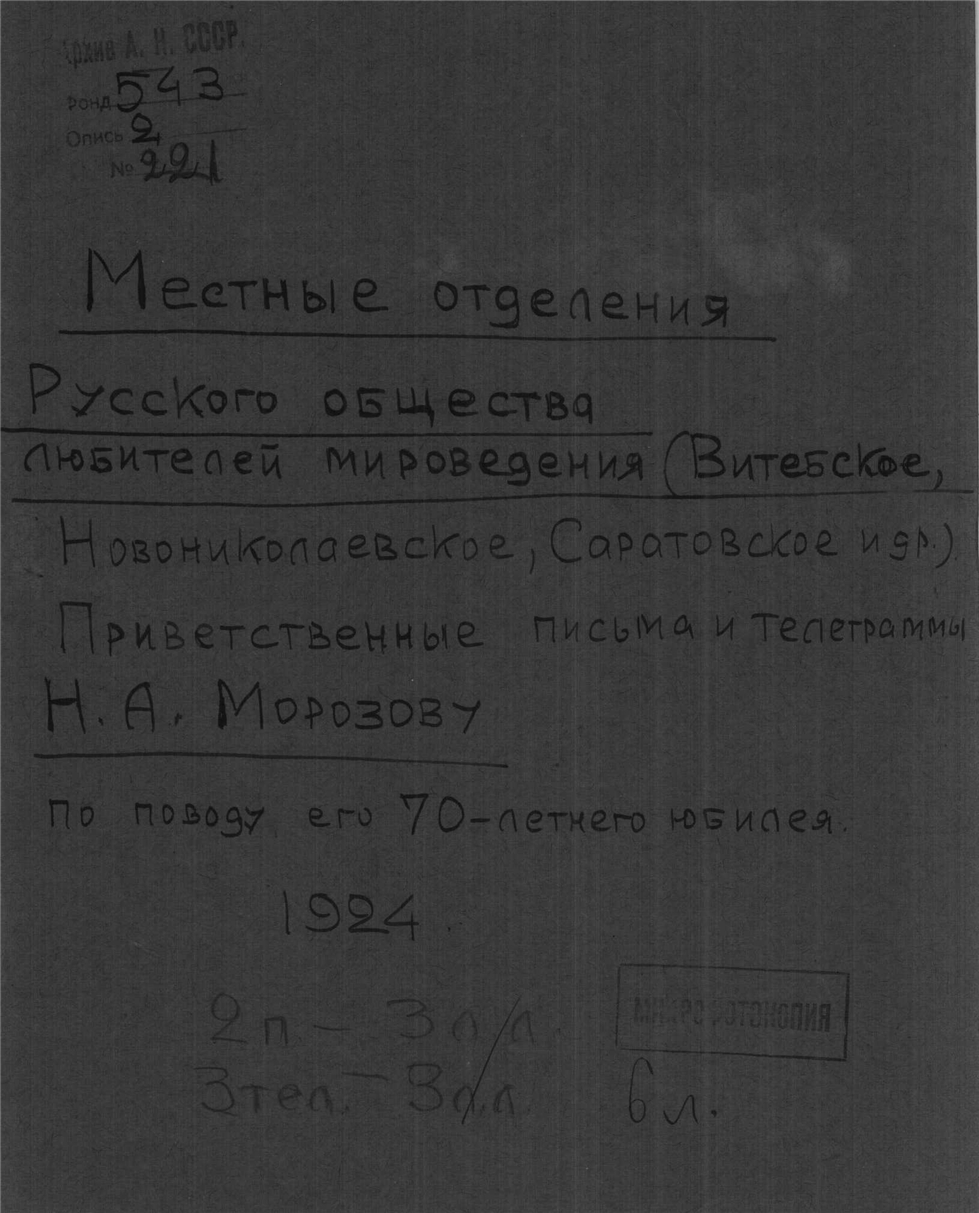 Архив А. Н. СССР.
Фонд 543
Опись 2
№ 221
Местные отделения
Русского общества
любителей мироведения (Витебское,
Новониколаевское, Саратовское и др.)
Приветственные письма и телеграммы
Н. А. Морозову
по поводу его 70-летнего юбилея.
1924.
2 п — 3 л/л. ФОТОКОПИЯ
3 тел. — 3 л/л. 6 л.